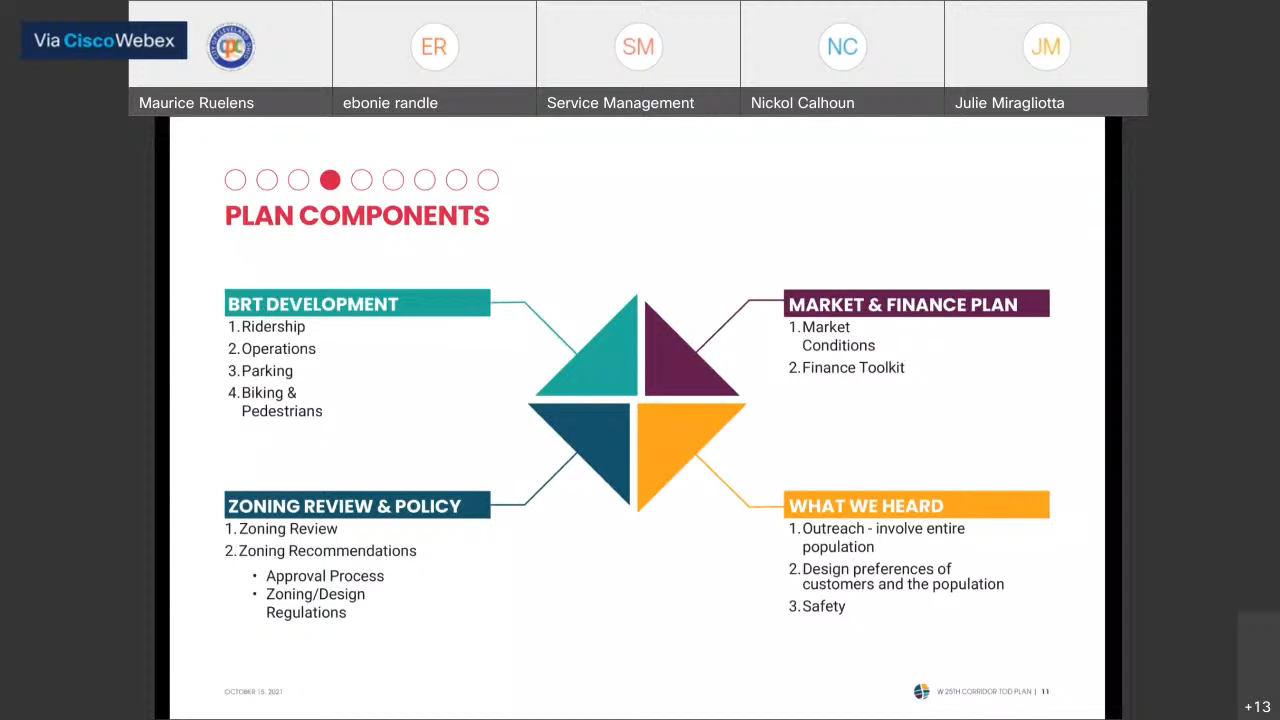 Via Cisco Webex
cpc
ER
SM
NC
JM
Maurice Ruelens
ebonie randle
Service Management
Nickol Calhoun
Julie Miragliotta
PLAN COMPONENTS
BRT DEVELOPMENT
1. Ridership
2. Operations
3. Parking
4. Biking &
Pedestrians
MARKET & FINANCE PLAN
1. Market
Conditions
2. Finance Toolkit
ZONING REVIEW & POLICY
1. Zoning Review
2. Zoning Recommendations
• Approval Process
• Zoning/Design
Regulations
WHAT WE HEARD
1. Outreach - involve entire
population
2. Design preferences of
customers and the population
3. Safety
OCTOBER 15, 2021
W 25TH CORRIDOR TOD PLAN | 11
+13